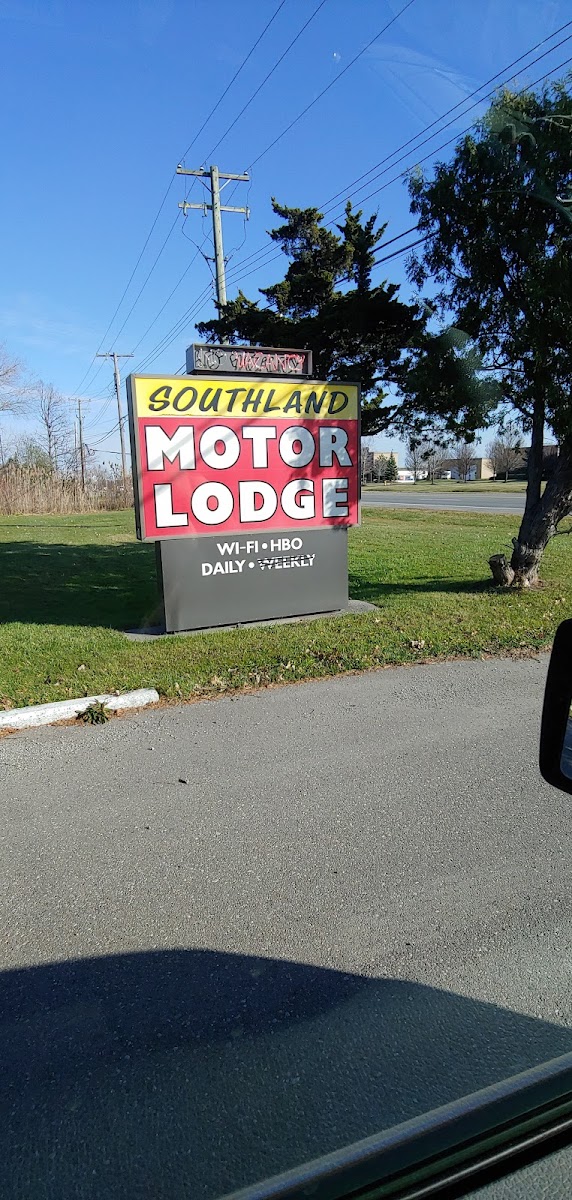 NO VACANCY
SOUTHLAND
MOTOR
LODGE
WI-FI • HBO
DAILY • WEEKLY